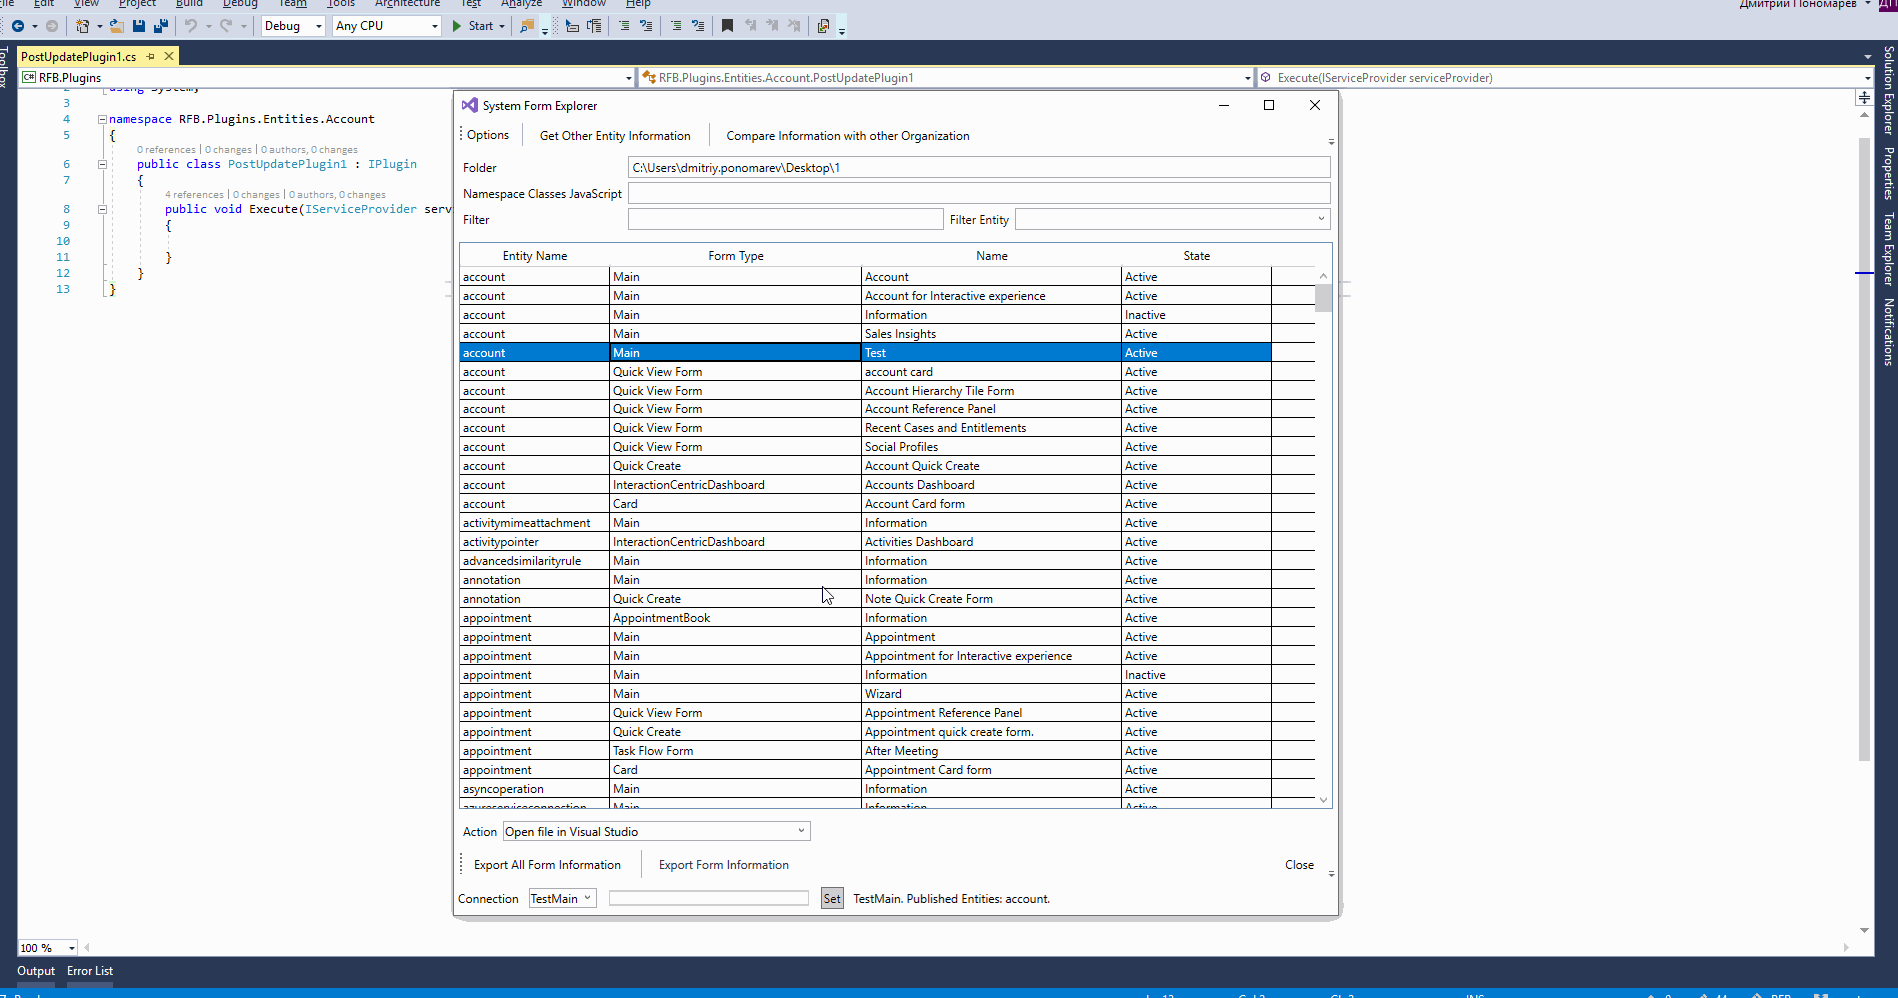 File Edit View Project Build Debug Team Tools Architecture Test Analyze Window Help Дмитрий Пономарев ДП
Debug Any CPU Start
Toolbox
PostUpdatePlugin1.cs
C# RFB.Plugins RFB.Plugins.Entities.Account.PostUpdatePlugin1 Execute(IServiceProvider serviceProvider)
2 using System;
3
4 namespace RFB.Plugins.Entities.Account
5 {
0 references | 0 changes | 0 authors, 0 changes
6 public class PostUpdatePlugin1 : IPlugin
7 {
4 references | 0 changes | 0 authors, 0 changes
8 public void Execute(IServiceProvider serv
9 {
10
11 }
12 }
13 }
System Form Explorer
Options Get Other Entity Information Compare Information with other Organization
Folder C:\Users\dmitriy.ponomarev\Desktop\1
Namespace Classes JavaScript
Filter Filter Entity
Entity Name Form Type Name State
account Main Account Active
account Main Account for Interactive experience Active
account Main Information Inactive
account Main Sales Insights Active
account Main Test Active
account Quick View Form account card Active
account Quick View Form Account Hierarchy Tile Form Active
account Quick View Form Account Reference Panel Active
account Quick View Form Recent Cases and Entitlements Active
account Quick View Form Social Profiles Active
account Quick Create Account Quick Create Active
account InteractionCentricDashboard Accounts Dashboard Active
account Card Account Card form Active
activitymimeattachment Main Information Active
activitypointer InteractionCentricDashboard Activities Dashboard Active
advancedsimilarityrule Main Information Active
annotation Main Information Active
annotation Quick Create Note Quick Create Form Active
appointment AppointmentBook Information Active
appointment Main Appointment Active
appointment Main Appointment for Interactive experience Active
appointment Main Information Inactive
appointment Main Wizard Active
appointment Quick View Form Appointment Reference Panel Active
appointment Quick Create Appointment quick create form. Active
appointment Task Flow Form After Meeting Active
appointment Card Appointment Card form Active
asyncoperation Main Information Active
azureserviceconnection Main Information Active
Action Open file in Visual Studio
Export All Form Information Export Form Information Close
Connection TestMain Set TestMain. Published Entities: account.
Solution Explorer
Properties
Team Explorer
Notifications
100 %
Output Error List
INS